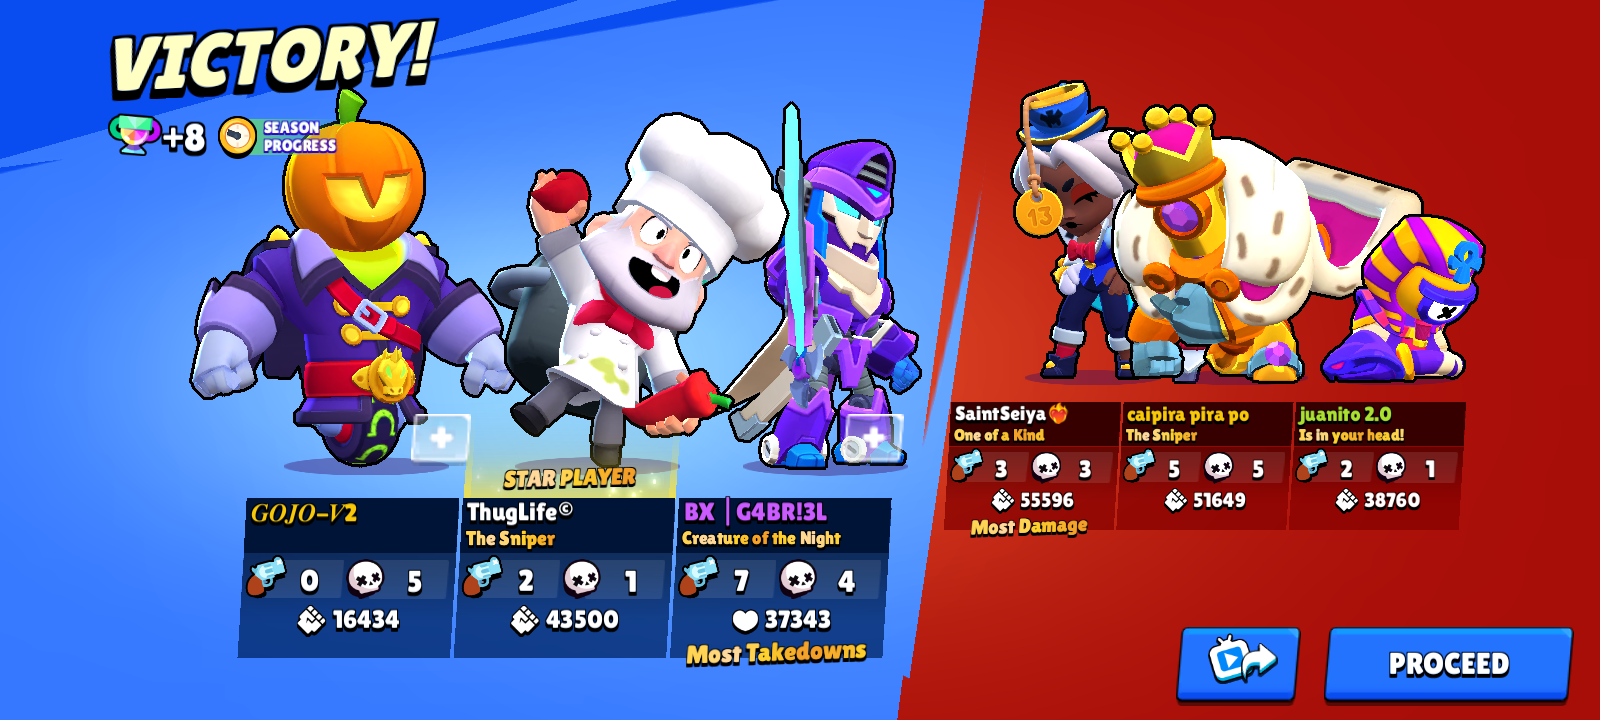 VICTORY!
+8
SEASON
PROGRESS
13
STAR PLAYER
GOJO-V2
0 5
16434
ThugLife©
The Sniper
2 1
43500
BX | G4BR!3L
Creature of the Night
7 4
37343
Most Takedowns
SaintSeiya❤️‍🔥
One of a Kind
3 3
55596
Most Damage
caipira pira po
The Sniper
5 5
51649
juanito 2.0
Is in your head!
2 1
38760
PROCEED